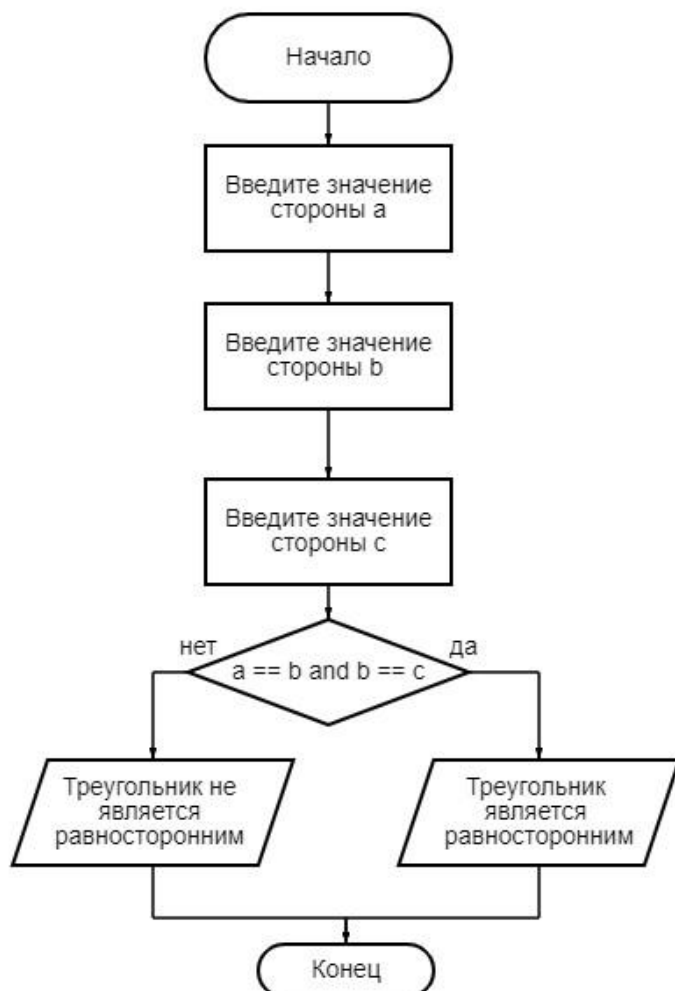 Начало
Введите значение
стороны a
Введите значение
стороны b
Введите значение
стороны c
нет
да
a == b and b == c
Треугольник не
является
равносторонним
Треугольник
является
равносторонним
Конец